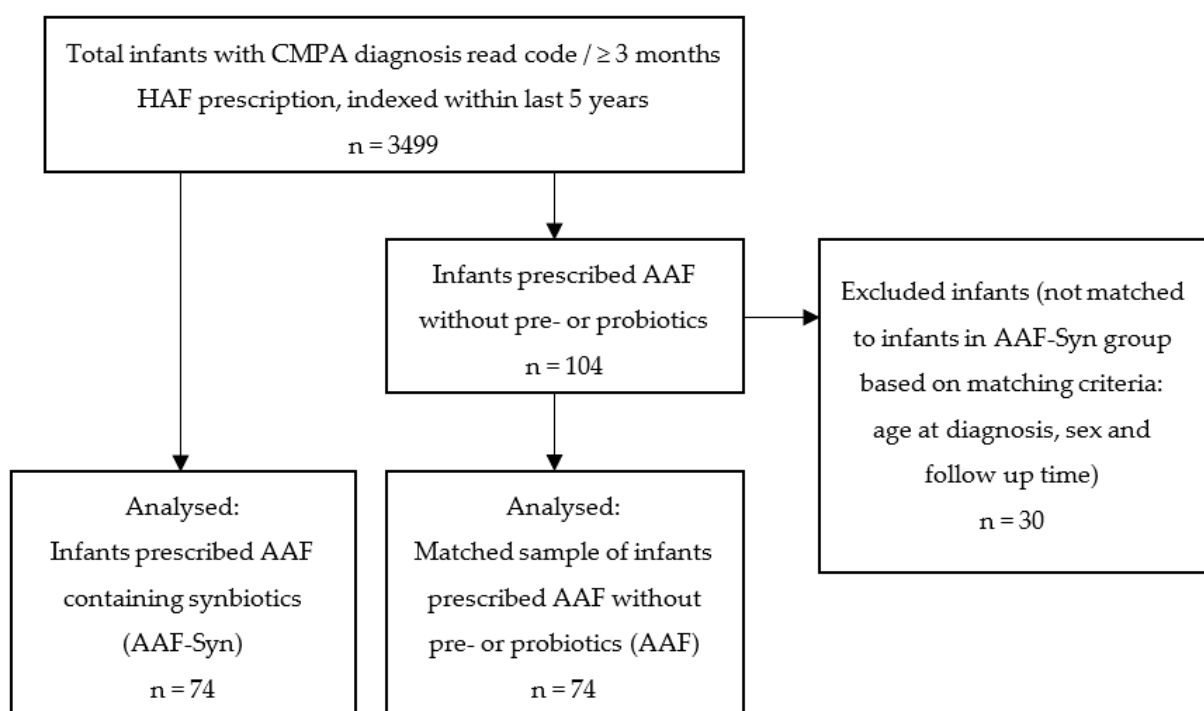 Total infants with CMPA diagnosis read code / ≥ 3 months
HAF prescription, indexed within last 5 years
n = 3499
Infants prescribed AAF
without pre- or probiotics
n = 104
Excluded infants (not matched
to infants in AAF-Syn group
based on matching criteria:
age at diagnosis, sex and
follow up time)
n = 30
Analysed:
Infants prescribed AAF
containing synbiotics
(AAF-Syn)
n = 74
Analysed:
Matched sample of infants
prescribed AAF without
pre- or probiotics (AAF)
n = 74